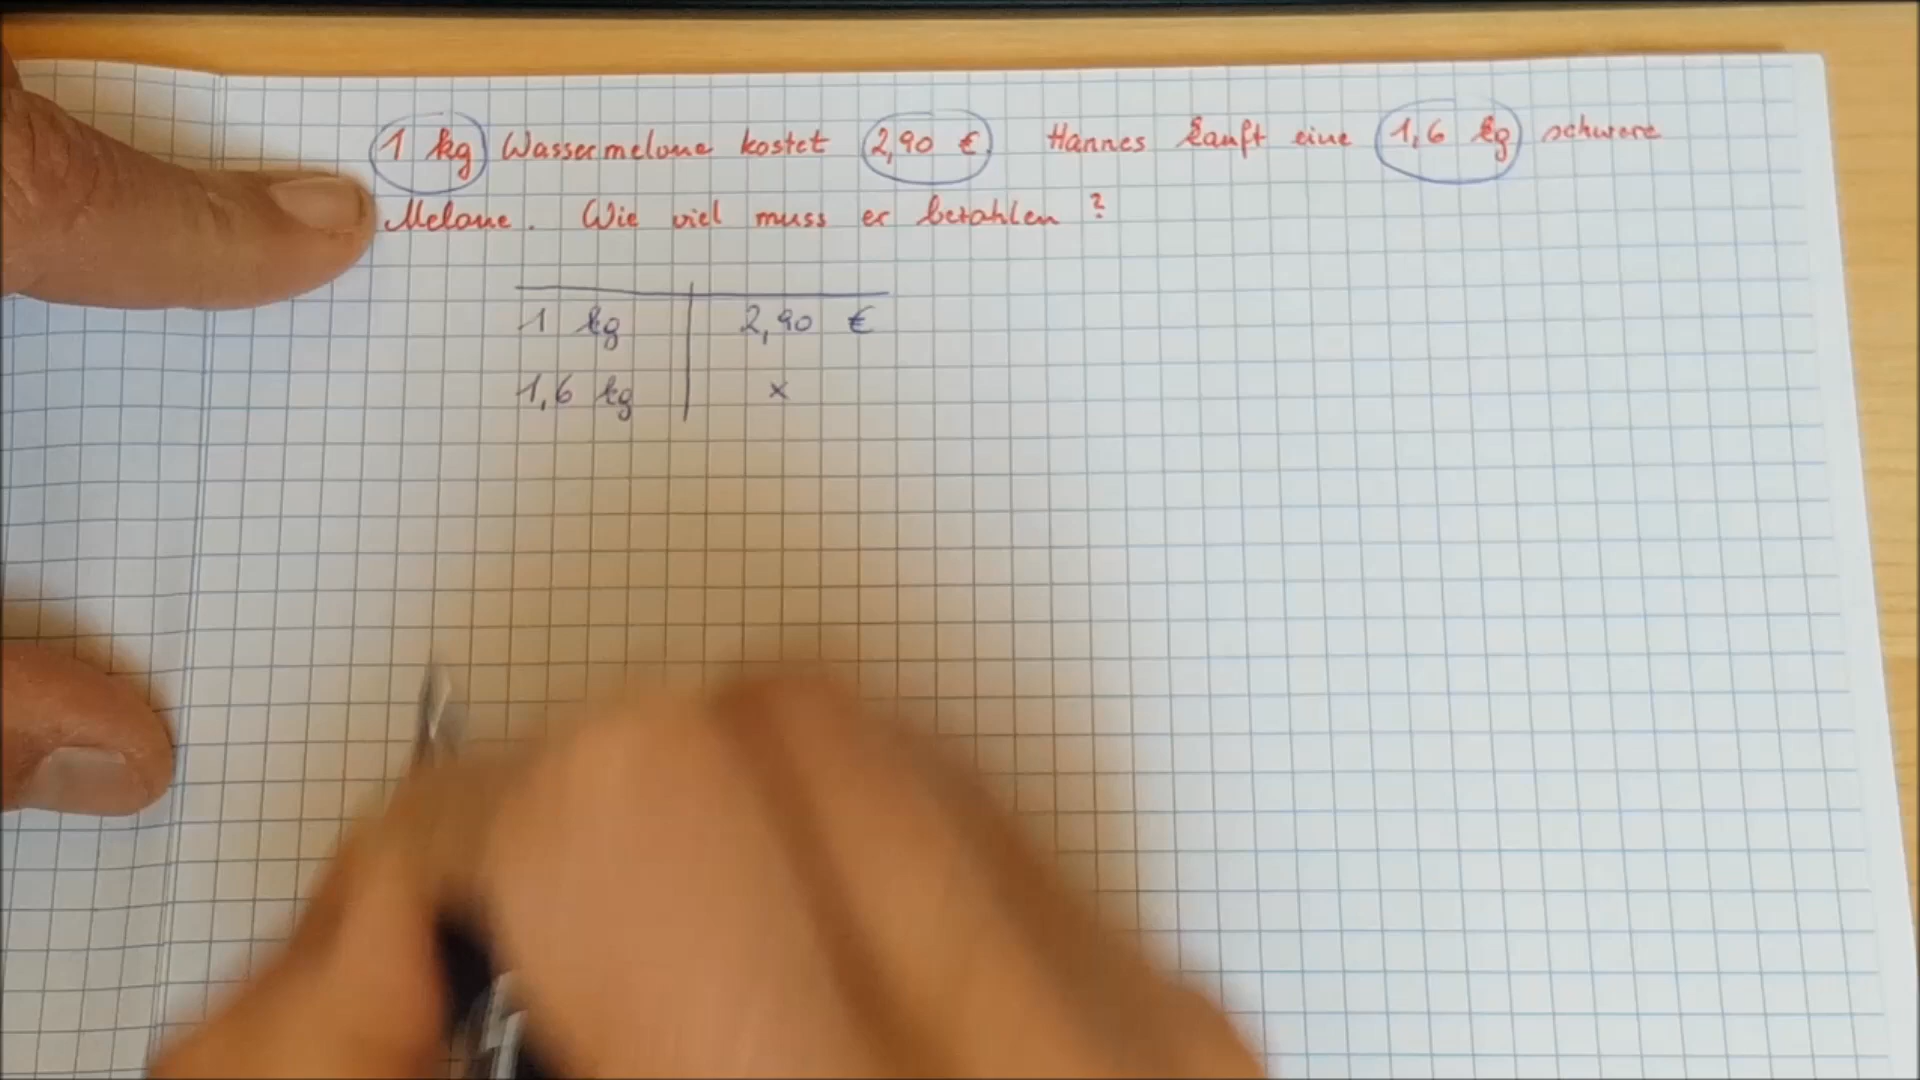 1 kg Wassermelone kostet 2,90 €. Hannes kauft eine 1,6 kg schwere
Melone. Wie viel muss er bezahlen ?
1 kg 2,90 €
1,6 kg x